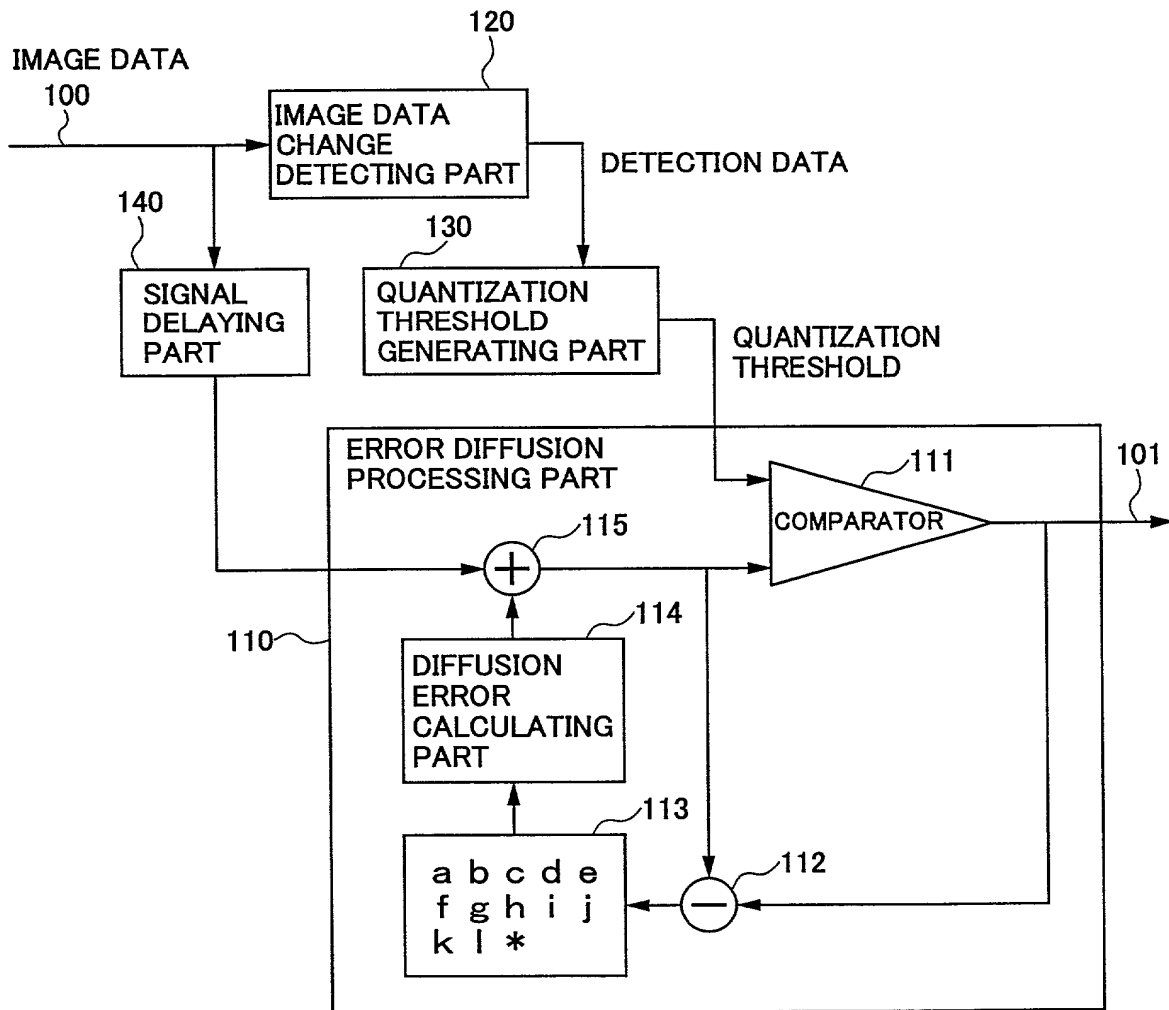 120
IMAGE DATA
100
IMAGE DATA
CHANGE
DETECTING PART
DETECTION DATA
140
130
SIGNAL
DELAYING
PART
QUANTIZATION
THRESHOLD
GENERATING PART
QUANTIZATION
THRESHOLD
ERROR DIFFUSION
PROCESSING PART
111
101
COMPARATOR
115
+
110
114
DIFFUSION
ERROR
CALCULATING
PART
113
a b c d e
f g h i j
k l *
112
−